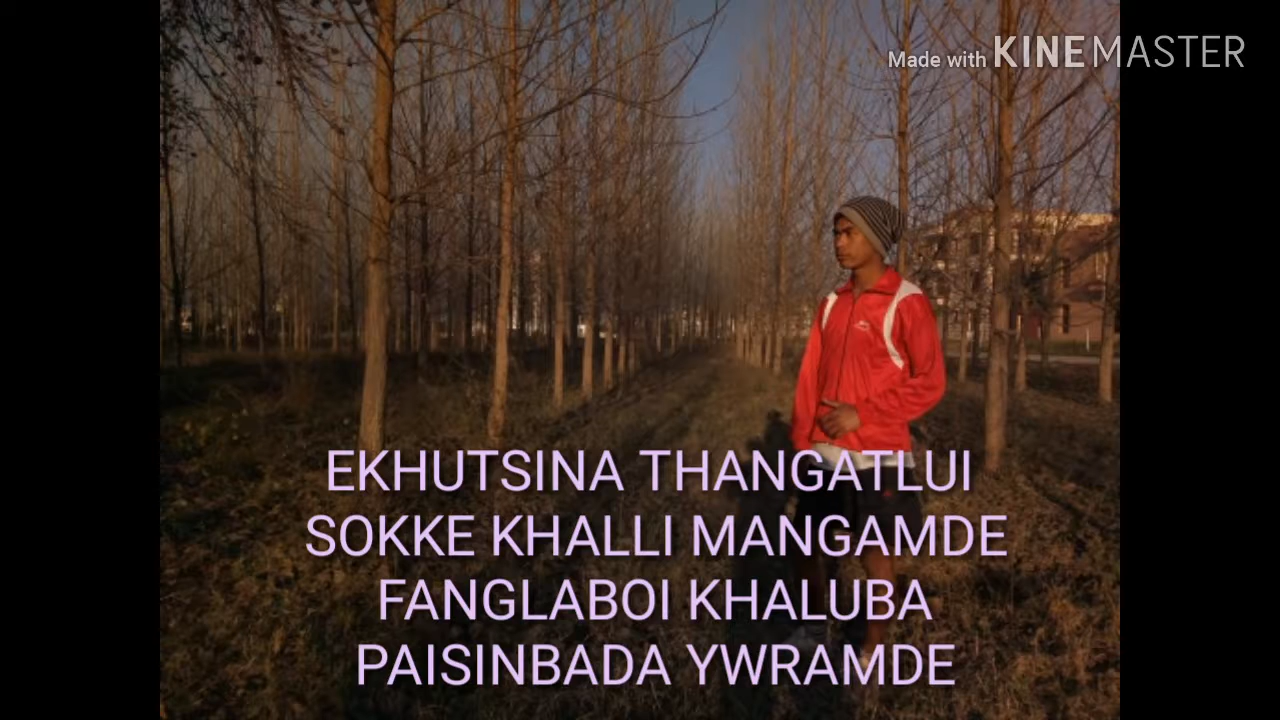 Made with KINEMASTER
EKHUTSINA THANGATLUI
SOKKE KHALLI MANGAMDE
FANGLABOI KHALUBA
PAISINBADA YWRAMDE